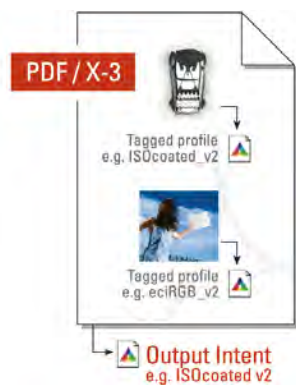 PDF/X-3
Tagged profile
e.g. ISOcoated_v2
Tagged profile
e.g. eciRGB_v2
Output Intent
e.g. ISOcoated v2